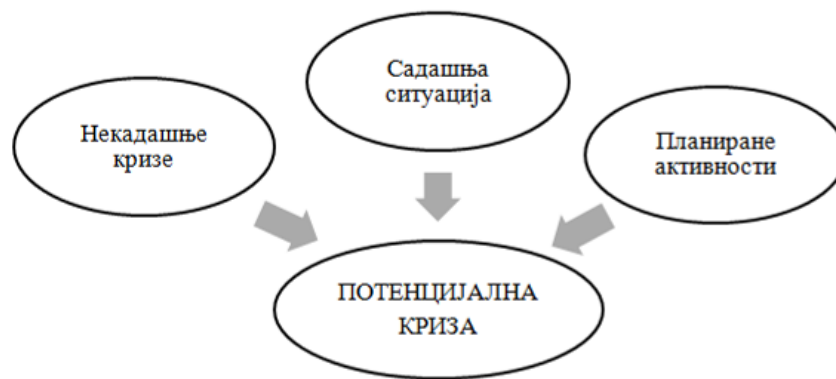 Некадашње
кризе
Садашња
ситуација
Планиране
активности
ПОТЕНЦИЈАЛНА
КРИЗА